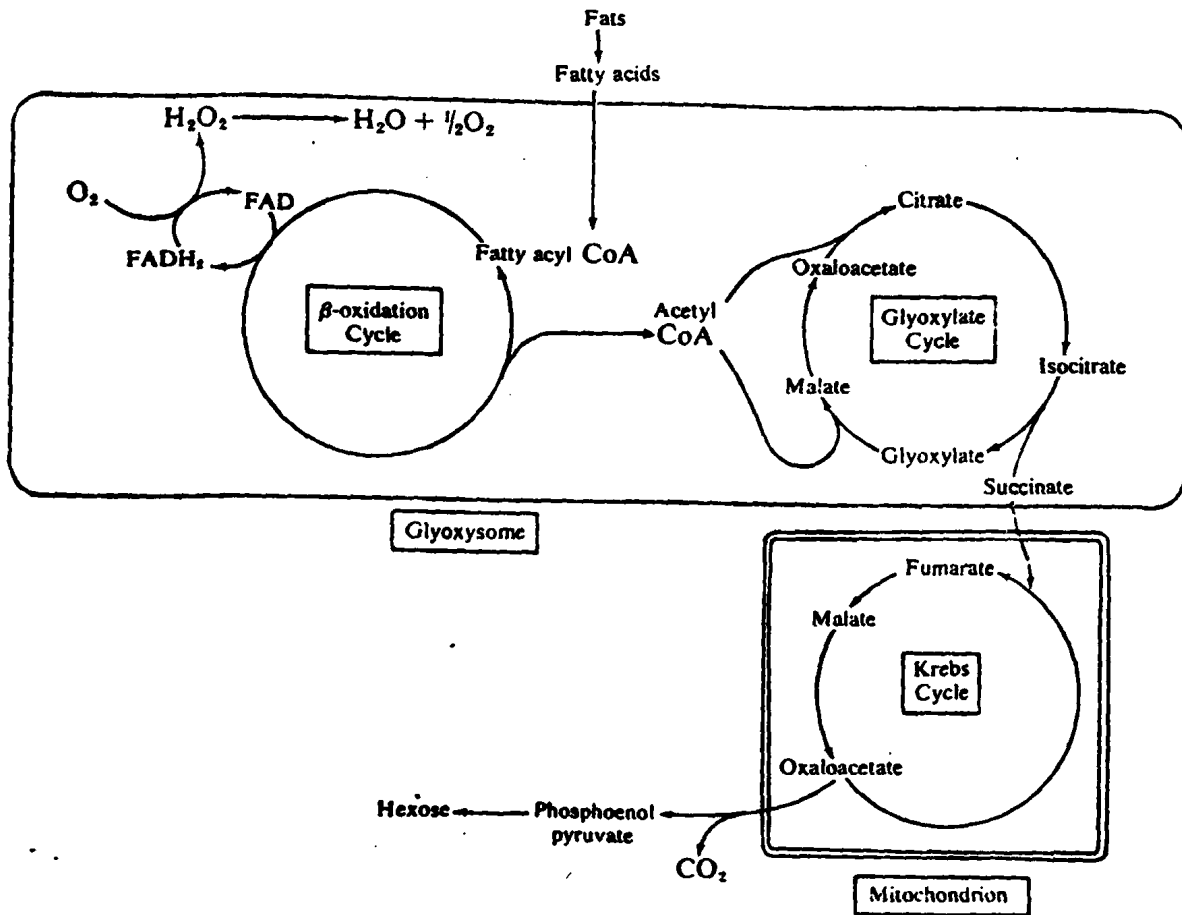 Fats
Fatty acids
H₂O₂ → H₂O + ½O₂
O₂
FAD
FADH₂
Fatty acyl CoA
β-oxidation
Cycle
Acetyl
CoA
Citrate
Oxaloacetate
Glyoxylate
Cycle
Isocitrate
Malate
Glyoxylate
Succinate
Glyoxysome
Fumarate
Malate
Krebs
Cycle
Oxaloacetate
Hexose
Phosphoenol
pyruvate
CO₂
Mitochondrion